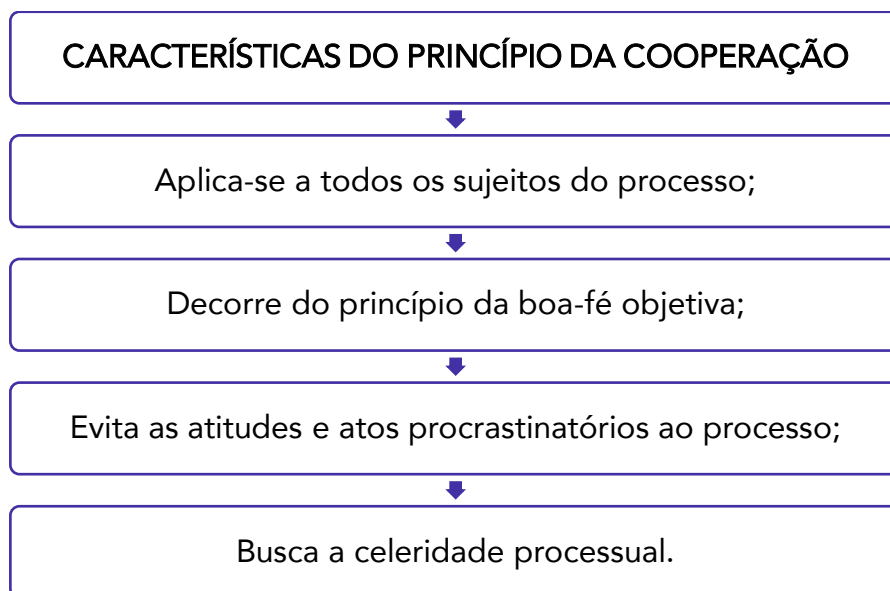 CARACTERÍSTICAS DO PRINCÍPIO DA COOPERAÇÃO
Aplica-se a todos os sujeitos do processo;
Decorre do princípio da boa-fé objetiva;
Evita as atitudes e atos procrastinatórios ao processo;
Busca a celeridade processual.